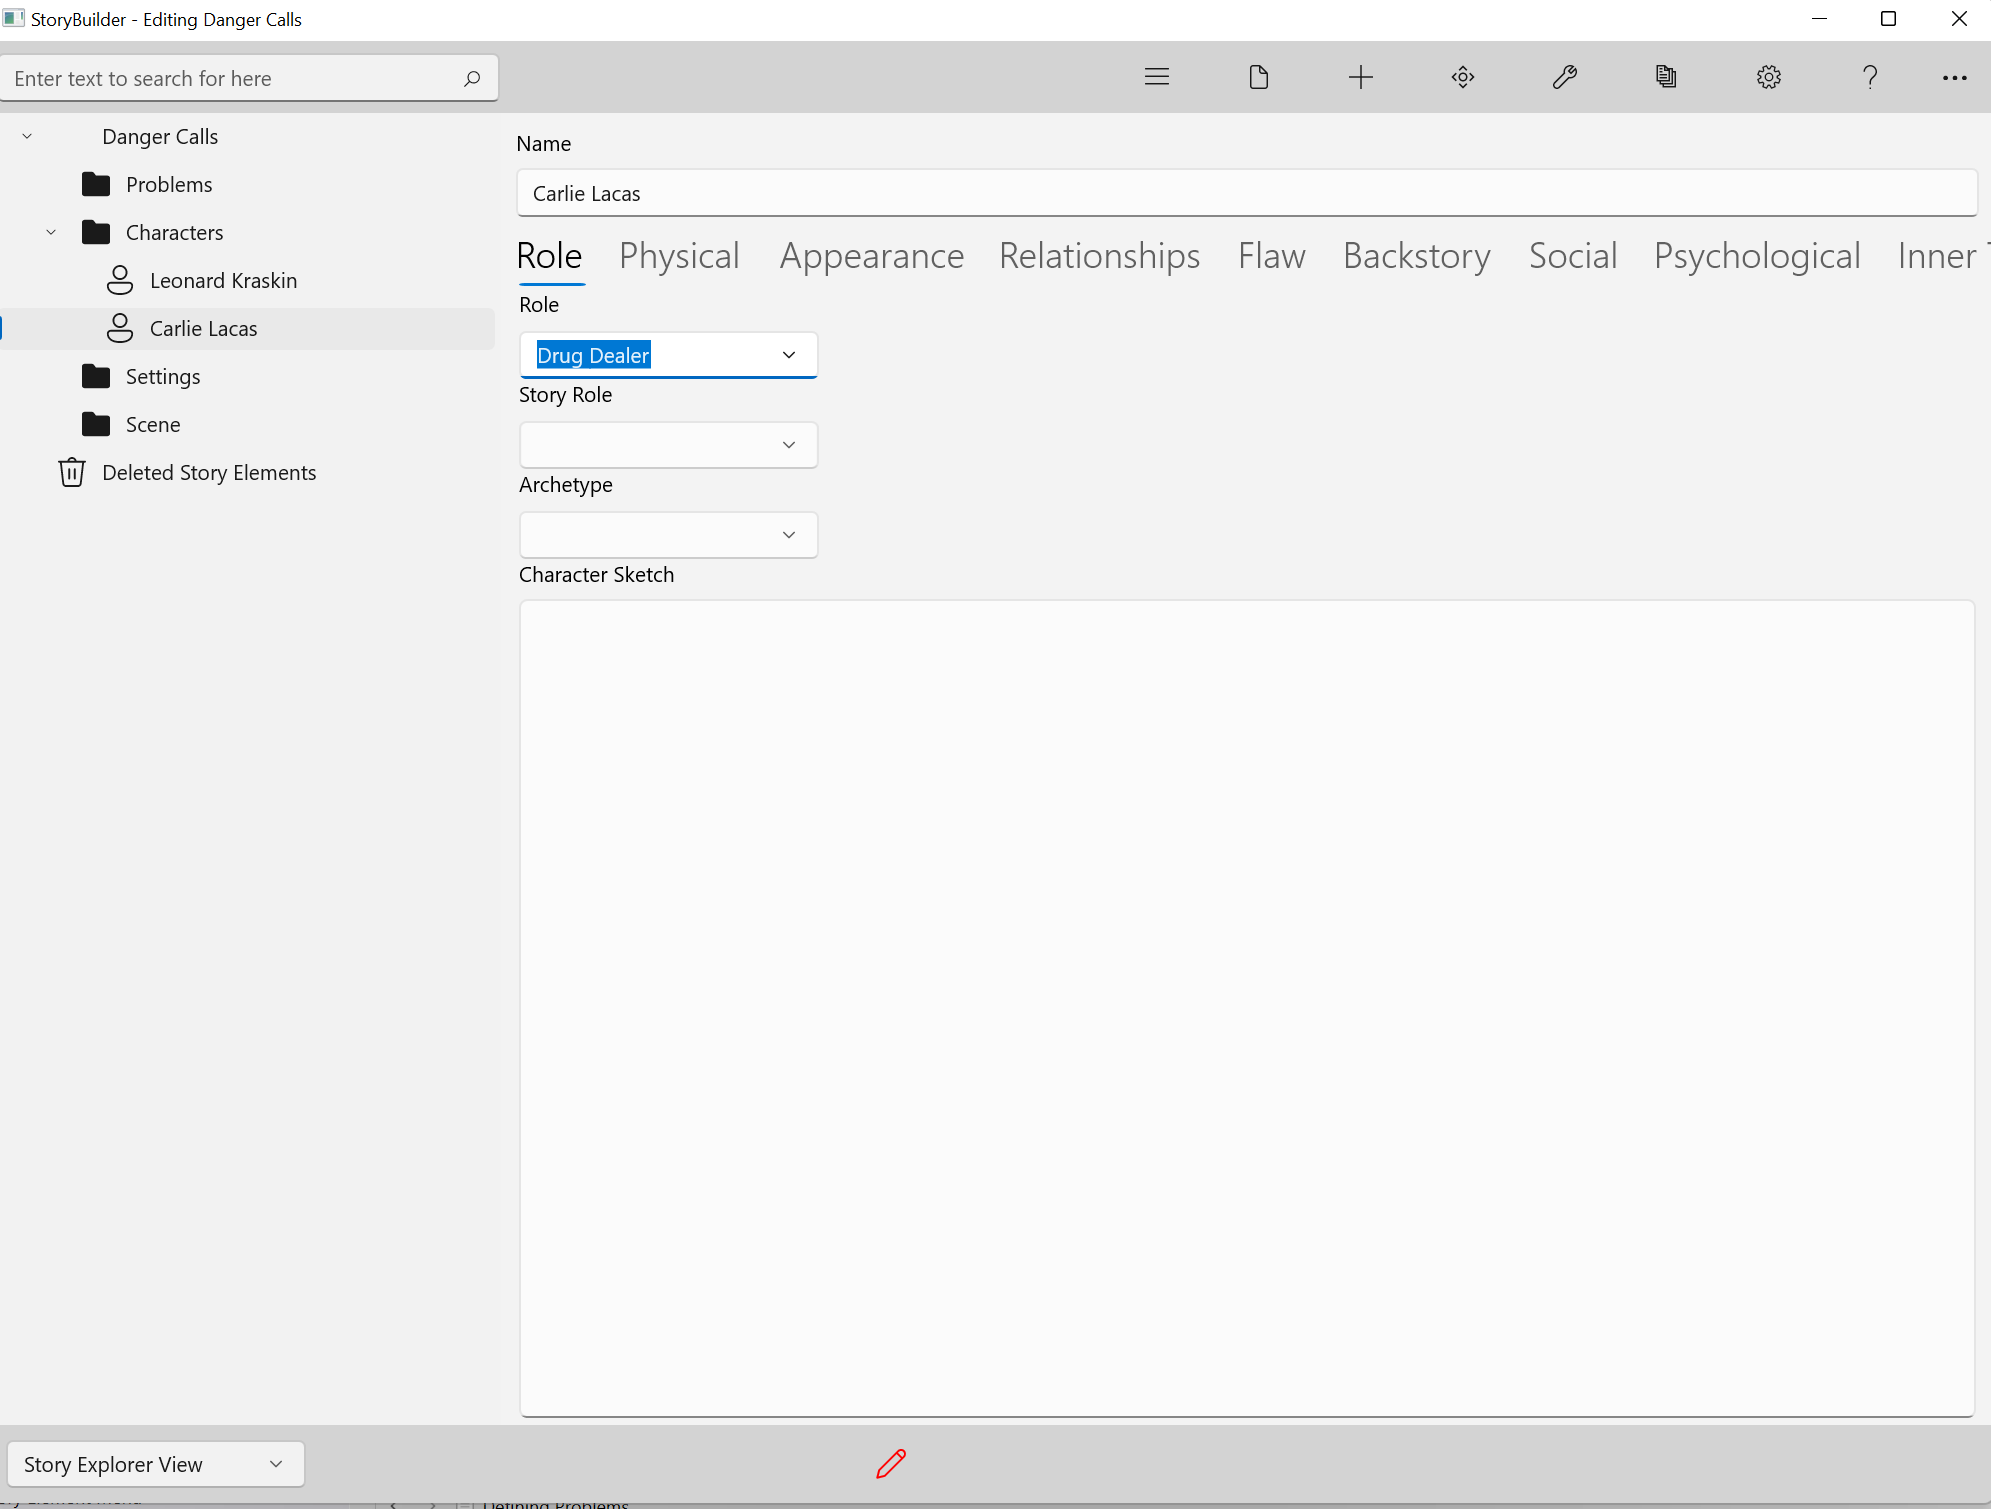 StoryBuilder - Editing Danger Calls
Enter text to search for here
Danger Calls
Problems
Characters
Leonard Kraskin
Carlie Lacas
Settings
Scene
Deleted Story Elements
Name
Carlie Lacas
Role Physical Appearance Relationships Flaw Backstory Social Psychological Inner
Role
Drug Dealer
Story Role
Archetype
Character Sketch
Story Explorer View
Defining Problems